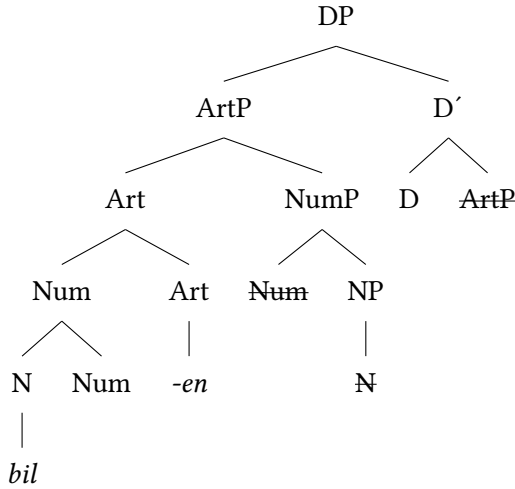 DP
ArtP D´
Art NumP D ArtP
Num Art Num NP
N Num -en N
bil